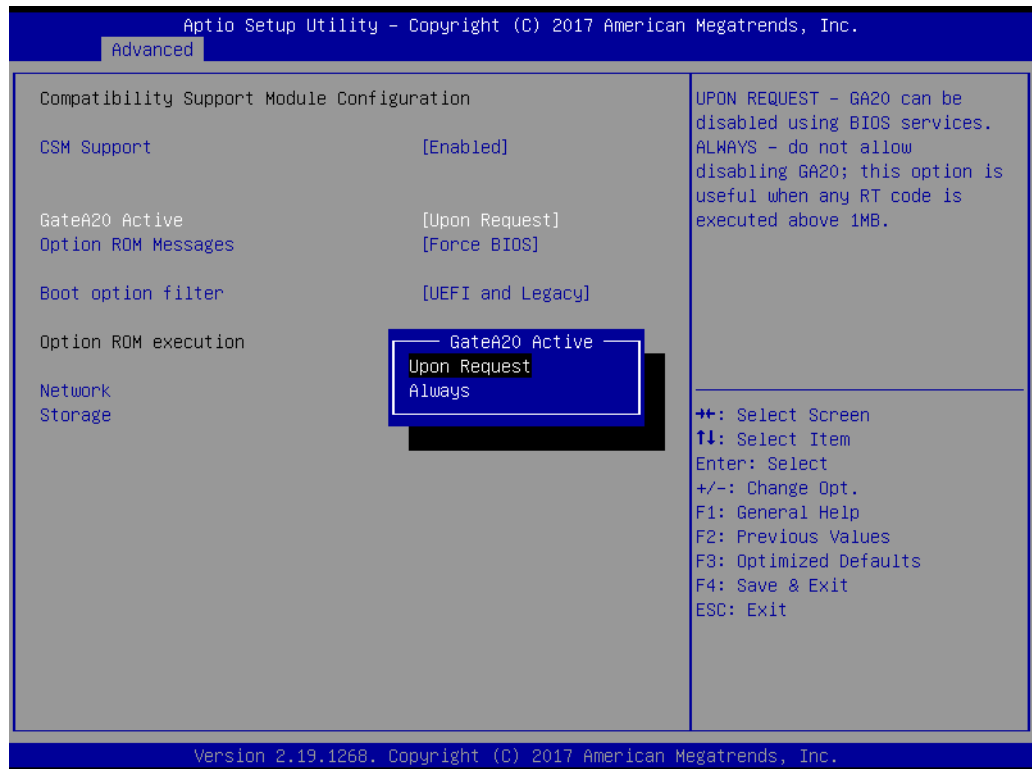 Aptio Setup Utility – Copyright (C) 2017 American Megatrends, Inc.
Advanced
Compatibility Support Module Configuration
CSM Support [Enabled]
GateA20 Active [Upon Request]
Option ROM Messages [Force BIOS]
Boot option filter [UEFI and Legacy]
Option ROM execution
Network
Storage
GateA20 Active
Upon Request
Always
UPON REQUEST – GA20 can be
disabled using BIOS services.
ALWAYS – do not allow
disabling GA20; this option is
useful when any RT code is
executed above 1MB.
→←: Select Screen
↑↓: Select Item
Enter: Select
+/-: Change Opt.
F1: General Help
F2: Previous Values
F3: Optimized Defaults
F4: Save & Exit
ESC: Exit
Version 2.19.1268. Copyright (C) 2017 American Megatrends, Inc.